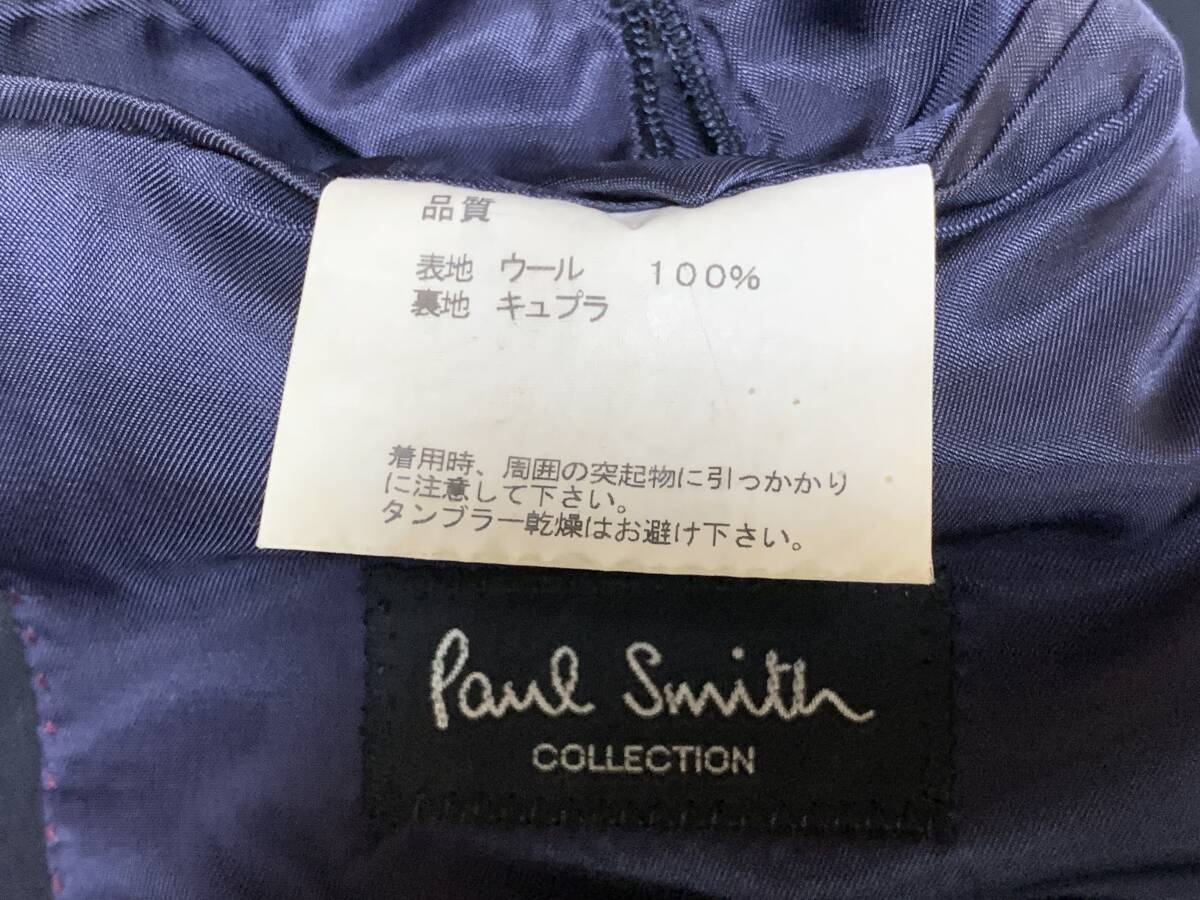 品質
表地 ウール 100%
裏地 キュプラ
着用時、周囲の突起物に引っかかり
に注意して下さい。
タンブラー乾燥はお避け下さい。
Paul Smith
COLLECTION